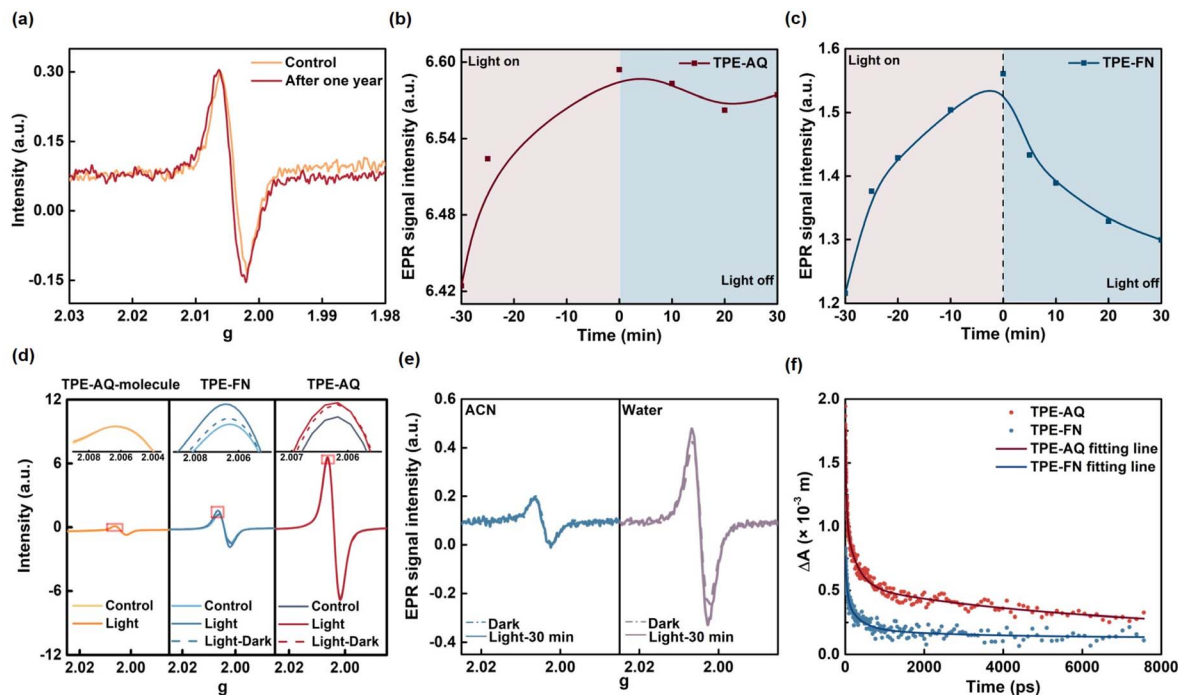 (a)
Control
After one year
0.30
0.15
0.00
-0.15
2.03 2.02 2.01 2.00 1.99 1.98
Intensity (a.u.)
g
(b)
Light on
TPE-AQ
6.60
6.54
6.48
6.42
Light off
-30 -20 -10 0 10 20 30
EPR signal intensity (a.u.)
Time (min)
(c)
Light on
TPE-FN
1.6
1.5
1.4
1.3
1.2
Light off
-30 -20 -10 0 10 20 30
EPR signal intensity (a.u.)
Time (min)
(d)
TPE-AQ-molecule TPE-FN TPE-AQ
12
6
0
-6
-12
2.008 2.006 2.004
2.008 2.006
2.007 2.006
Control
Light
Control
Light
Light-Dark
Control
Light
Light-Dark
2.02 2.00 2.02 2.00 2.02 2.00
Intensity (a.u.)
g
(e)
ACN Water
0.6
0.4
0.2
0.0
-0.2
-0.4
Dark
Light-30 min
Dark
Light-30 min
2.02 2.00 2.02 2.00
EPR signal intensity (a.u.)
g
(f)
TPE-AQ
TPE-FN
TPE-AQ fitting line
TPE-FN fitting line
2.0
1.5
1.0
0.5
0.0
0 2000 4000 6000 8000
ΔA (× 10⁻³ m)
Time (ps)